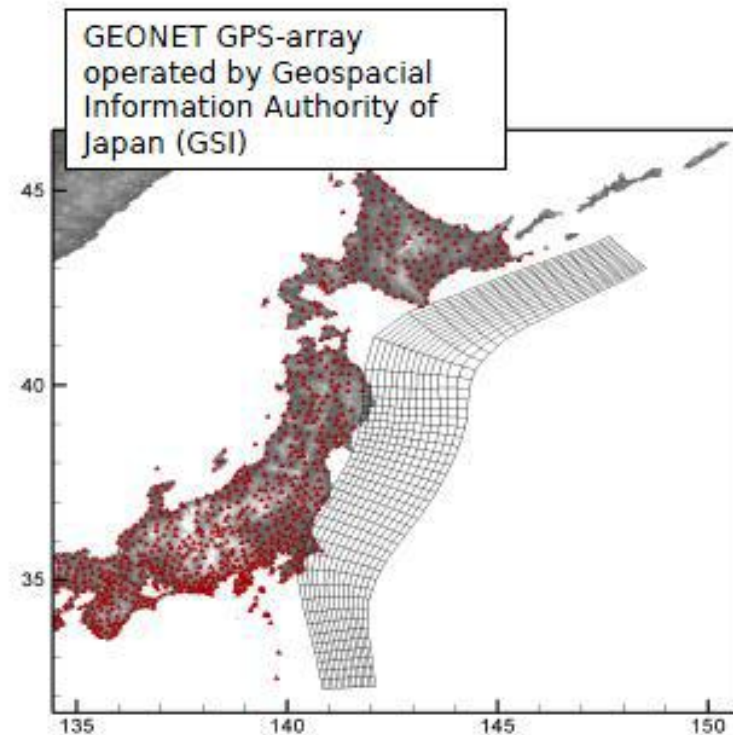 GEONET GPS-array
operated by Geospacial
Information Authority of
Japan (GSI)
45
40
35
135
140
145
150